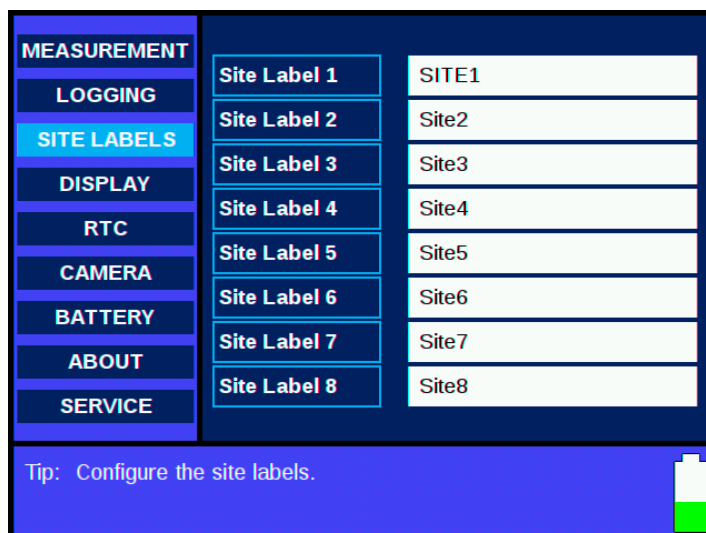 MEASUREMENT
LOGGING
SITE LABELS
DISPLAY
RTC
CAMERA
BATTERY
ABOUT
SERVICE
Site Label 1 SITE1
Site Label 2 Site2
Site Label 3 Site3
Site Label 4 Site4
Site Label 5 Site5
Site Label 6 Site6
Site Label 7 Site7
Site Label 8 Site8
Tip: Configure the site labels.